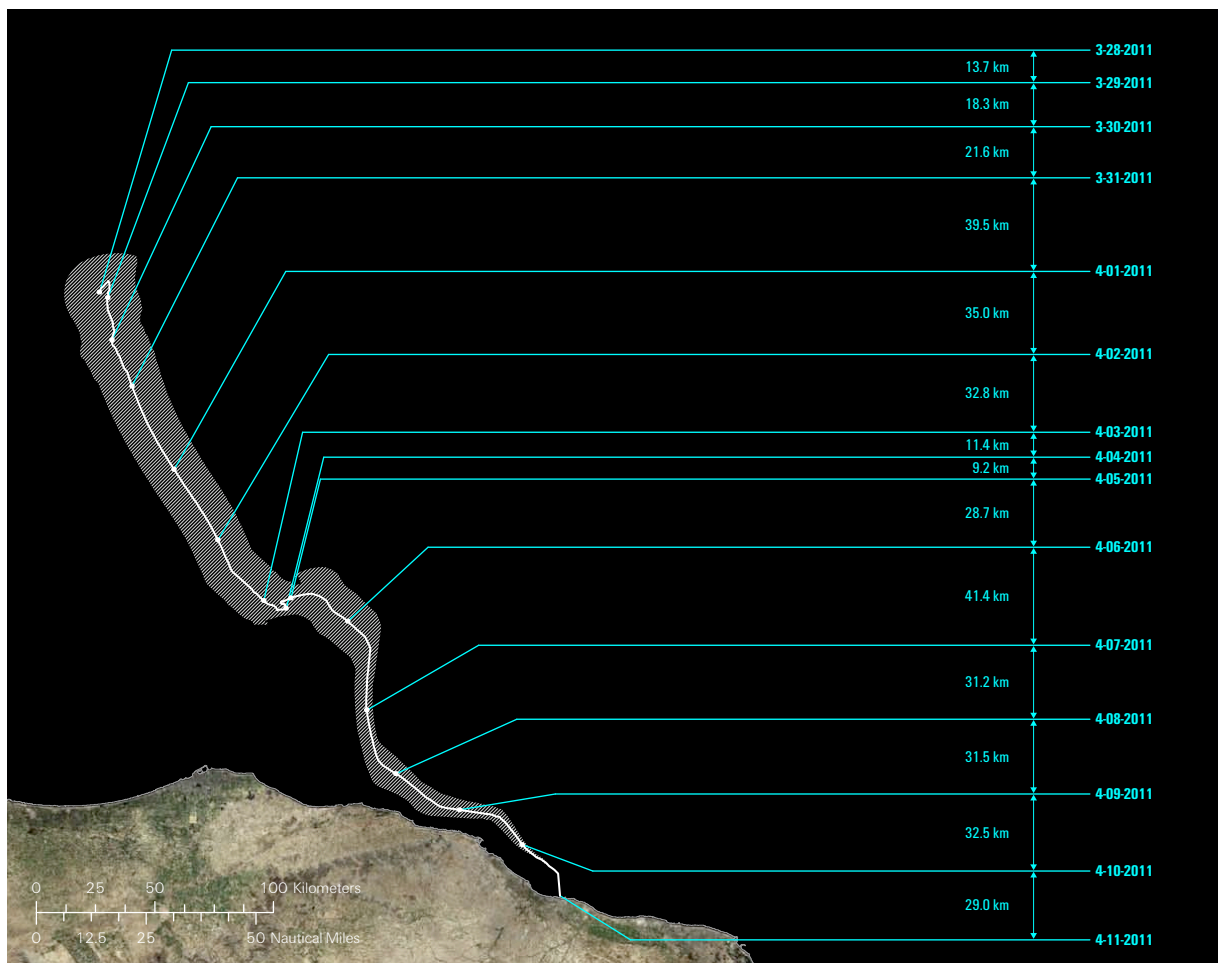 3-28-2011
13.7 km
3-29-2011
18.3 km
3-30-2011
21.6 km
3-31-2011
39.5 km
4-01-2011
35.0 km
4-02-2011
32.8 km
4-03-2011
11.4 km
4-04-2011
9.2 km
4-05-2011
28.7 km
4-06-2011
41.4 km
4-07-2011
31.2 km
4-08-2011
31.5 km
4-09-2011
32.5 km
4-10-2011
29.0 km
4-11-2011
0 25 50 100 Kilometers
0 12.5 25 50 Nautical Miles